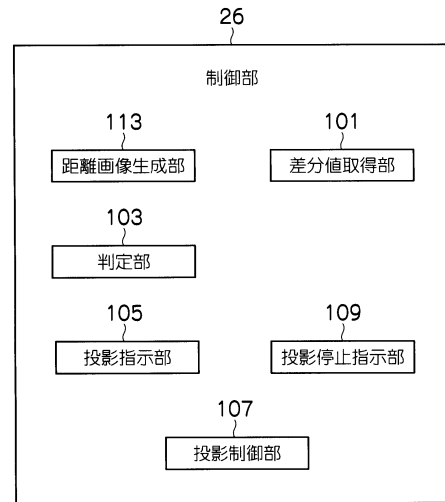 26
制御部
113
距離画像生成部
101
差分値取得部
103
判定部
105
投影指示部
109
投影停止指示部
107
投影制御部